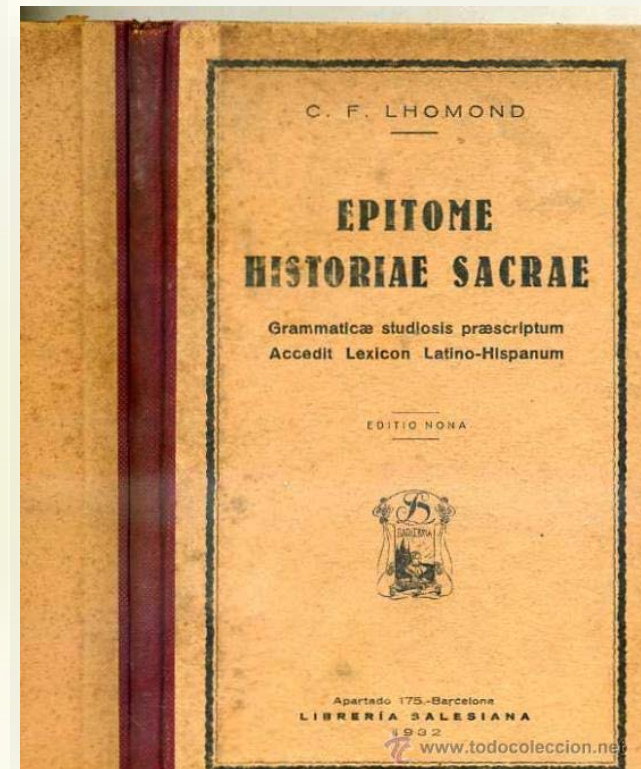 C. F. LHOMOND
EPITOME
HISTORIAE SACRAE
Grammaticæ studiosis præscriptum
Accedit Lexicon Latino-Hispanum
EDITIO NONA
BARCELONA
Apartado 175.-Barcelona
LIBRERÍA SALESIANA
1932
www.todocoleccion.net